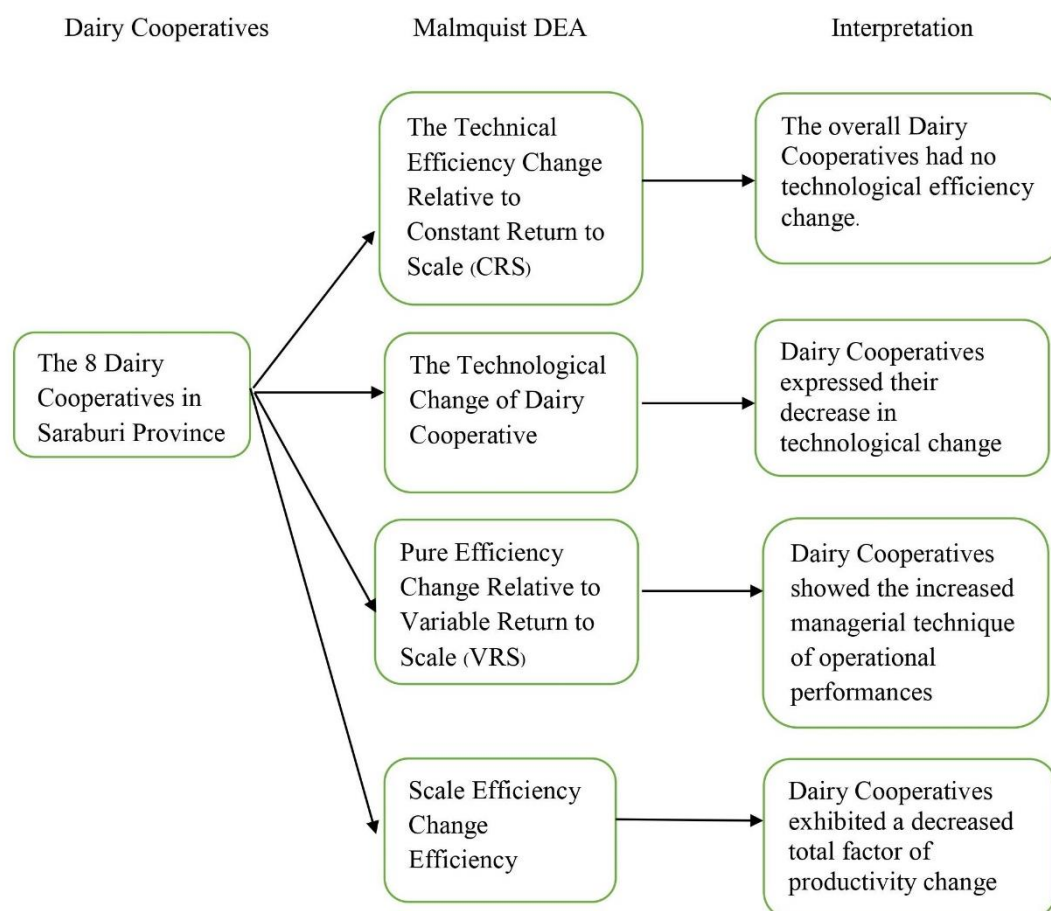 Dairy Cooperatives
Malmquist DEA
Interpretation
The 8 Dairy
Cooperatives in
Saraburi Province
The Technical
Efficiency Change
Relative to
Constant Return to
Scale (CRS)
The overall Dairy
Cooperatives had no
technological efficiency
change.
The Technological
Change of Dairy
Cooperative
Dairy Cooperatives
expressed their
decrease in
technological change
Pure Efficiency
Change Relative to
Variable Return to
Scale (VRS)
Dairy Cooperatives
showed the increased
managerial technique
of operational
performances
Scale Efficiency
Change
Efficiency
Dairy Cooperatives
exhibited a decreased
total factor of
productivity change